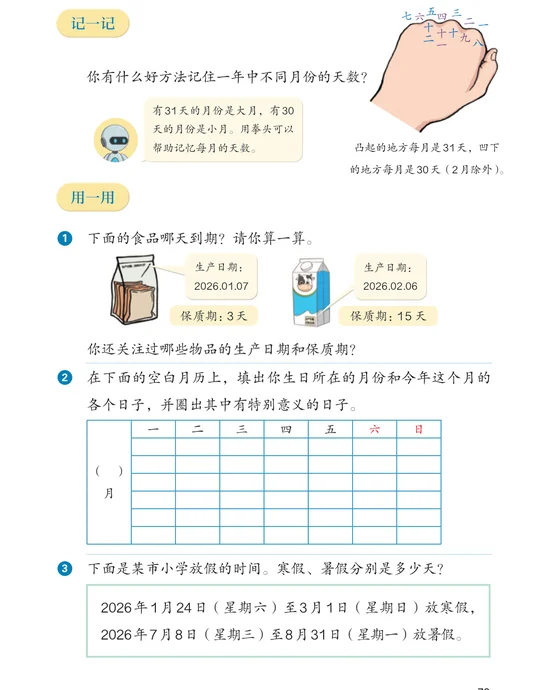 记一记
七 六 五 四 三 二 一
十二 十一 十 九 八
你有什么好方法记住一年中不同月份的天数？
有31天的月份是大月，有30
天的月份是小月。用拳头可以
帮助记忆每月的天数。
凸起的地方每月是31天，凹下
的地方每月是30天（2月除外）。
用一用
1 下面的食品哪天到期？请你算一算。
生产日期：
2026.01.07
保质期：3天
生产日期：
2026.02.06
保质期：15天
你还关注过哪些物品的生产日期和保质期？
2 在下面的空白月历上，填出你生日所在的月份和今年这个月的
各个日子，并圈出其中有特别意义的日子。
一 二 三 四 五 六 日
（ ）
月
3 下面是某市小学放假的时间。寒假、暑假分别是多少天？
2026年1月24日（星期六）至3月1日（星期日）放寒假，
2026年7月8日（星期三）至8月31日（星期一）放暑假。